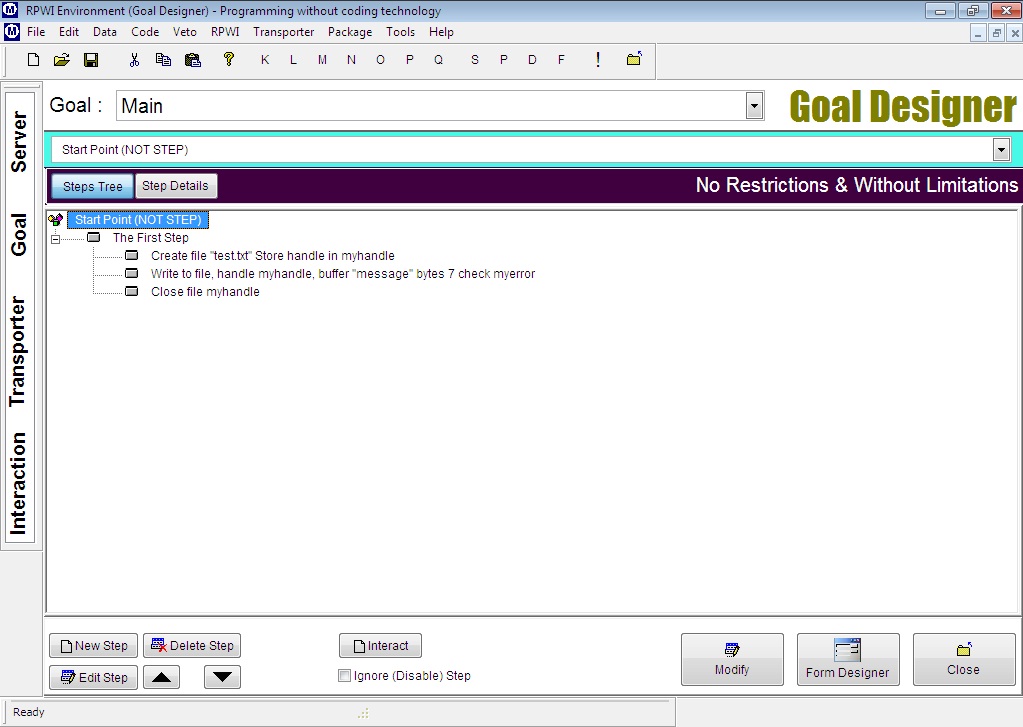 RPWI Environment (Goal Designer) - Programming without coding technology
File Edit Data Code Veto RPWI Transporter Package Tools Help
K L M N O P Q S P D F !
Goal : Main
Goal Designer
Start Point (NOT STEP)
Steps Tree Step Details
No Restrictions & Without Limitations
Server
Goal
Transporter
Interaction
Start Point (NOT STEP)
The First Step
Create file "test.txt" Store handle in myhandle
Write to file, handle myhandle, buffer "message" bytes 7 check myerror
Close file myhandle
New Step Delete Step Interact
Edit Step Ignore (Disable) Step
Modify Form Designer Close
Ready